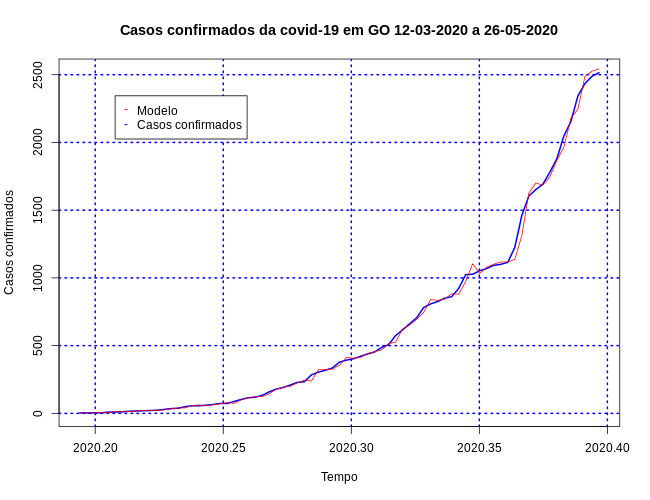 Casos confirmados da covid-19 em GO 12-03-2020 a 26-05-2020
Casos confirmados
2500
2000
1500
1000
500
0
Modelo
Casos confirmados
2020.20
2020.25
2020.30
2020.35
2020.40
Tempo